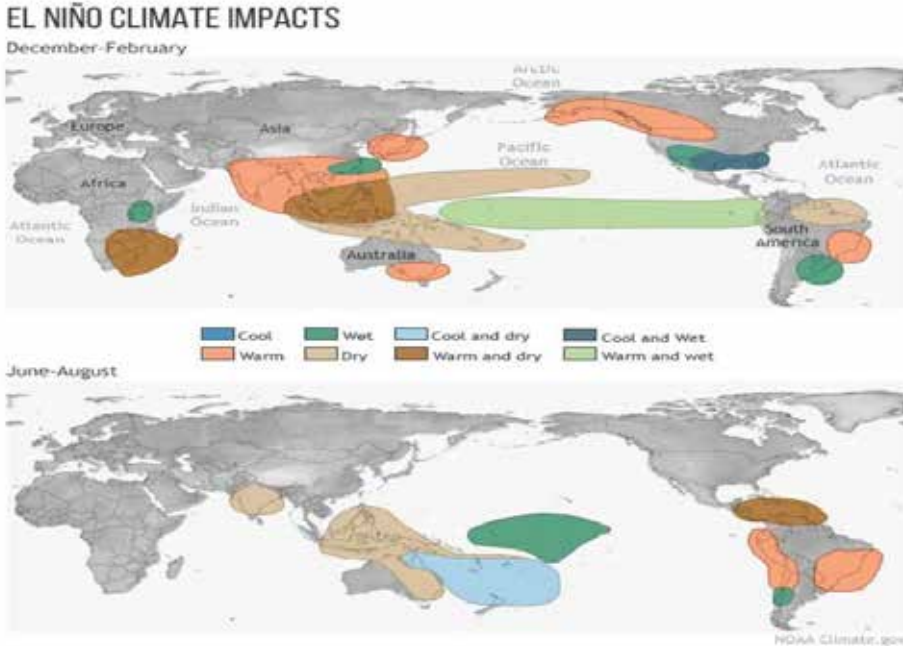 EL NIÑO CLIMATE IMPACTS
December-February
Arctic
Ocean
Europe
Asia
Pacific
Ocean
Atlantic
Ocean
Africa
Indian
Ocean
Atlantic
Ocean
South
America
Australia
Cool
Wet
Cool and dry
Cool and Wet
Warm
Dry
Warm and dry
Warm and wet
June-August
NOAA Climate.gov